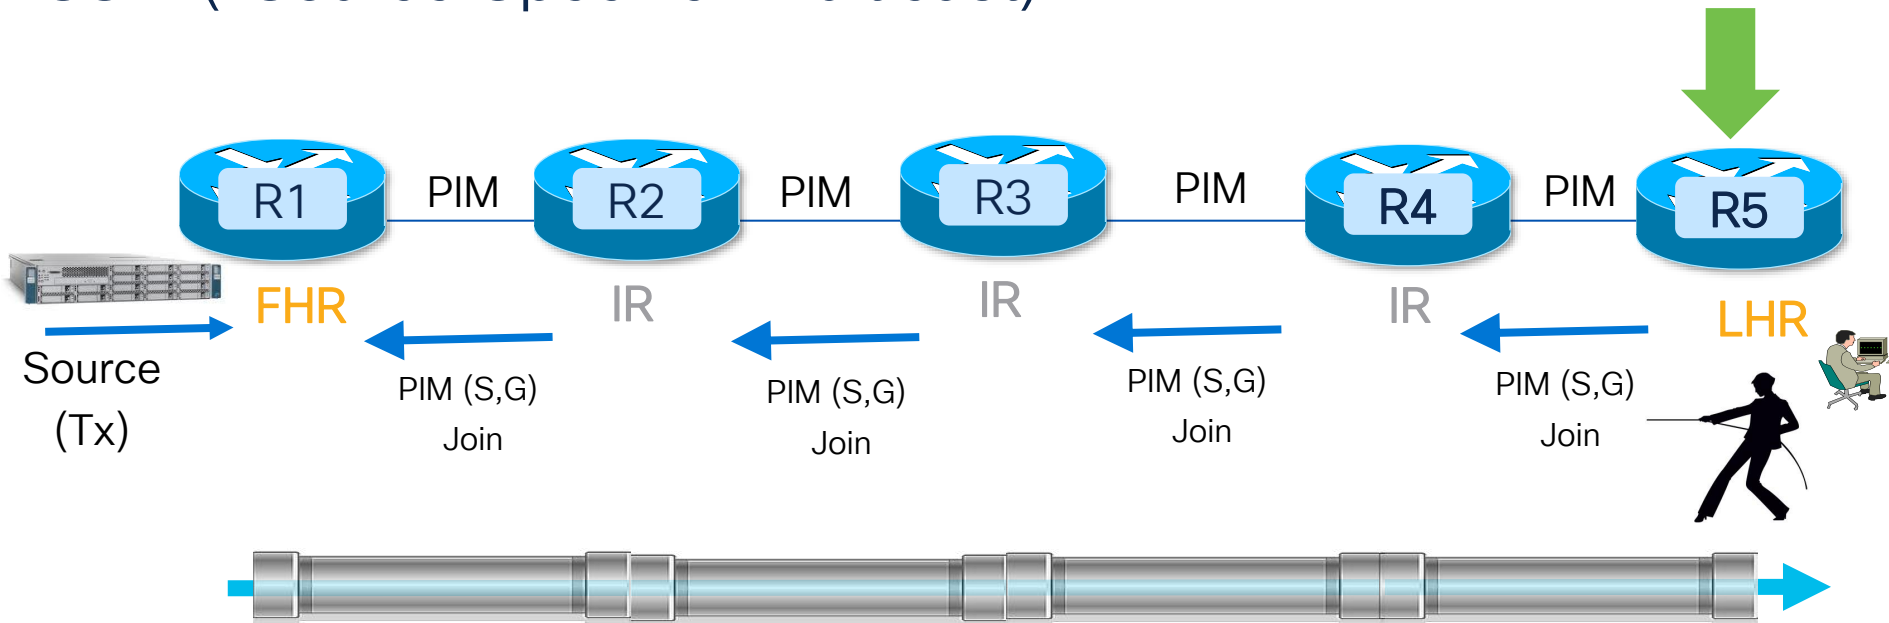 R1
PIM
R2
PIM
R3
PIM
R4
PIM
R5
FHR
IR
IR
IR
LHR
Source
(Tx)
PIM (S,G)
Join
PIM (S,G)
Join
PIM (S,G)
Join
PIM (S,G)
Join